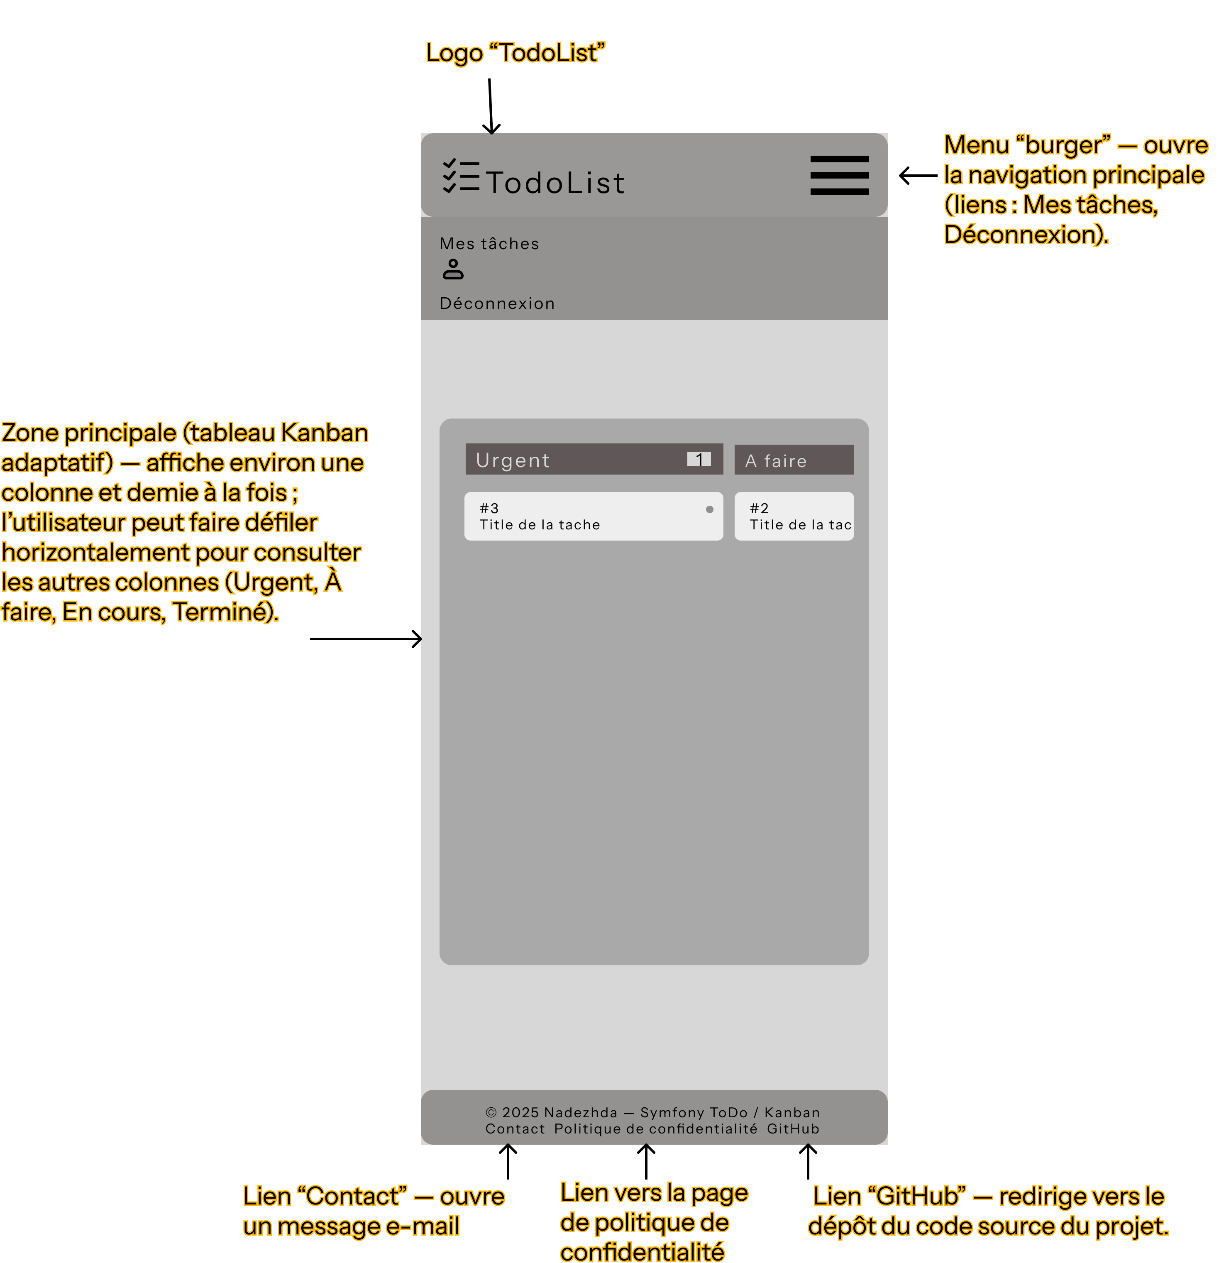 Logo “TodoList”
TodoList
Menu “burger” — ouvre
la navigation principale
(liens : Mes tâches,
Déconnexion).
Mes tâches
Déconnexion
Zone principale (tableau Kanban
adaptatif) — affiche environ une
colonne et demie à la fois ;
l’utilisateur peut faire défiler
horizontalement pour consulter
les autres colonnes (Urgent, À
faire, En cours, Terminé).
Urgent 1
A faire
#3
Title de la tache
#2
Title de la tac
© 2025 Nadezhda — Symfony ToDo / Kanban
Contact Politique de confidentialité GitHub
Lien “Contact” — ouvre
un message e-mail
Lien vers la page
de politique de
confidentialité
Lien “GitHub” — redirige vers le
dépôt du code source du projet.